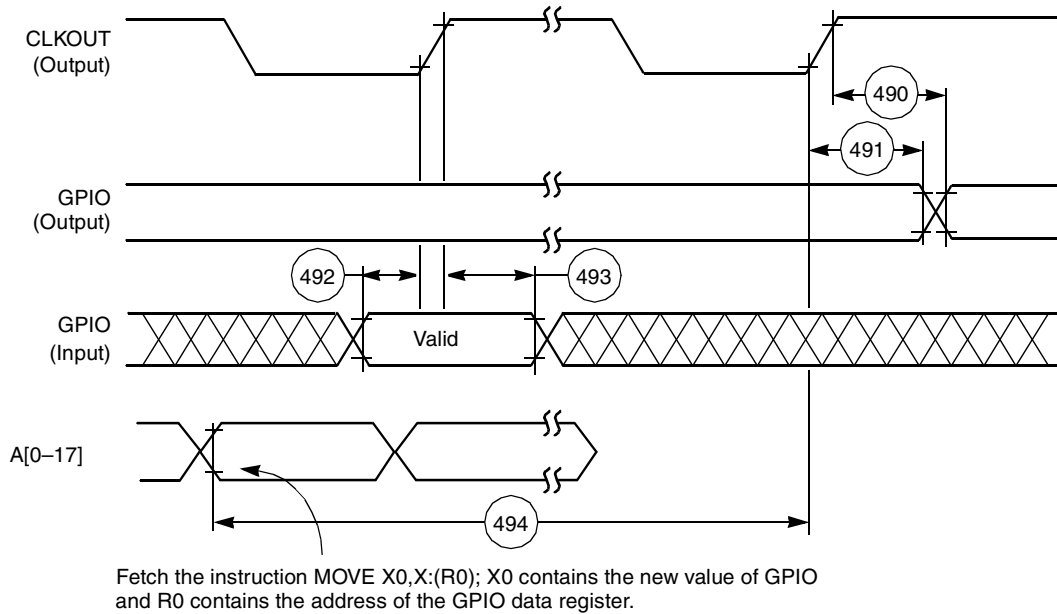 CLKOUT
(Output)
490
491
GPIO
(Output)
492
493
GPIO
(Input)
Valid
A[0–17]
494
Fetch the instruction MOVE X0,X:(R0); X0 contains the new value of GPIO
and R0 contains the address of the GPIO data register.